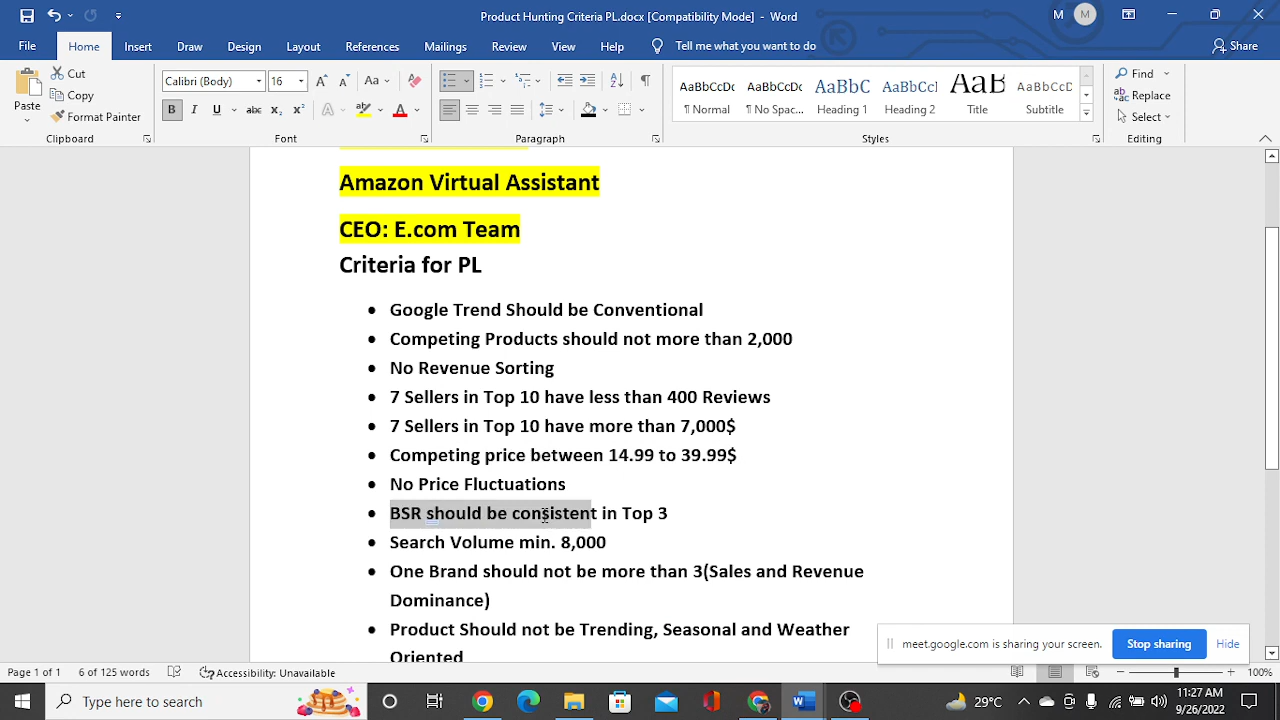 Product Hunting Criteria PL.docx [Compatibility Mode] - Word
M M
File Home Insert Draw Design Layout References Mailings Review View Help Tell me what you want to do Share
Paste Cut Calibri (Body) 16 Aa AaBbCcDc AaBbCcDc AaBbC AaBbCcl AaB AaBbCcD Find
Copy ¶ Normal ¶ No Spac... Heading 1 Heading 2 Title Subtitle Replace
Format Painter B I U abc x₂ x² A A Select
Clipboard Font Paragraph Styles Editing
Amazon Virtual Assistant
CEO: E.com Team
Criteria for PL
• Google Trend Should be Conventional
• Competing Products should not more than 2,000
• No Revenue Sorting
• 7 Sellers in Top 10 have less than 400 Reviews
• 7 Sellers in Top 10 have more than 7,000$
• Competing price between 14.99 to 39.99$
• No Price Fluctuations
• BSR should be consistent in Top 3
• Search Volume min. 8,000
• One Brand should not be more than 3(Sales and Revenue
Dominance)
• Product Should not be Trending, Seasonal and Weather
Oriented
meet.google.com is sharing your screen. Stop sharing Hide
Page 1 of 1 6 of 125 words Accessibility: Unavailable 100%
Type here to search 29°C 11:27 AM
9/26/2022